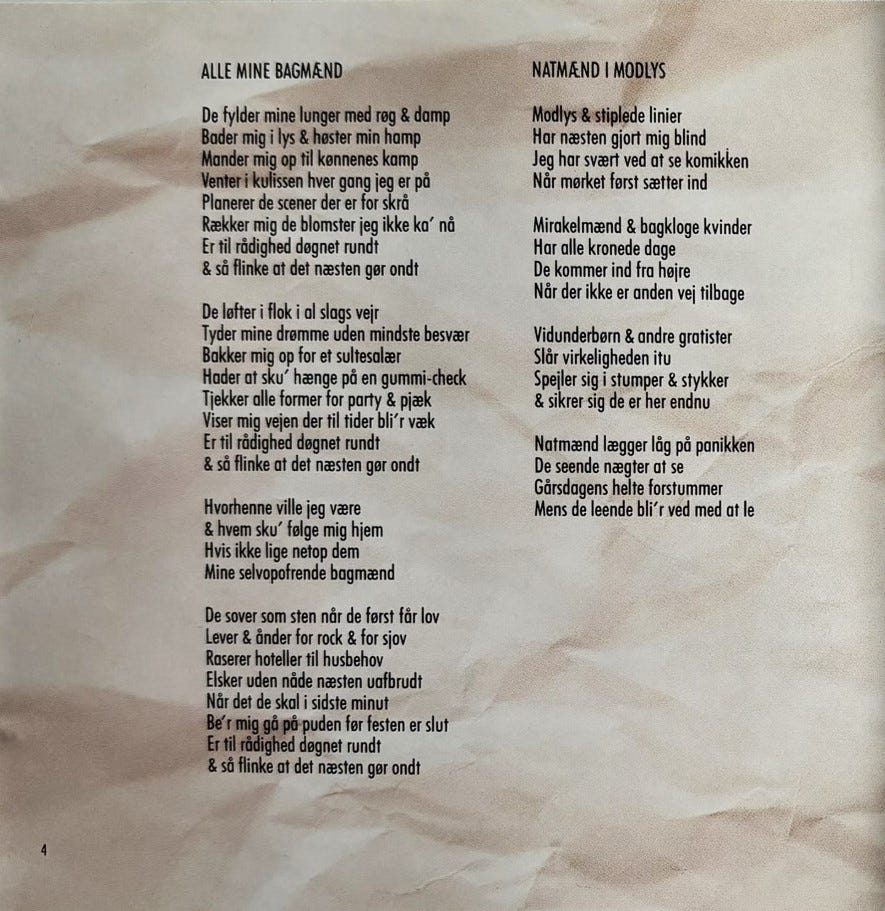 ALLE MINE BAGMÆND
De fylder mine lunger med røg & damp
Bader mig i lys & høster min hamp
Mander mig op til kønnenes kamp
Venter i kulissen hver gang jeg er på
Planerer de scener der er for skrå
Rækker mig de blomster jeg ikke ka' nå
Er til rådighed døgnet rundt
& så flinke at det næsten gør ondt
De løfter i flok i al slags vejr
Tyder mine drømme uden mindste besvær
Bakker mig op for et sultesalær
Hader at sku' hænge på en gummi-check
Tjekker alle former for party & pjæk
Viser mig vejen der til tider bli'r væk
Er til rådighed døgnet rundt
& så flinke at det næsten gør ondt
Hvorhenne ville jeg være
& hvem sku' følge mig hjem
Hvis ikke lige netop dem
Mine selvopofrende bagmænd
De sover som sten når de først får lov
Lever & ånder for rock & for sjov
Raserer hoteller til husbehov
Elsker uden nåde næsten uafbrudt
Når det de skal i sidste minut
Be'r mig gå på puden før festen er slut
Er til rådighed døgnet rundt
& så flinke at det næsten gør ondt
NATMÆND I MODLYS
Modlys & stiplede linier
Har næsten gjort mig blind
Jeg har svært ved at se komikken
Når mørket først sætter ind
Mirakelmænd & bagkloge kvinder
Har alle kronede dage
De kommer ind fra højre
Når der ikke er anden vej tilbage
Vidunderbørn & andre gratister
Slår virkeligheden itu
Spejler sig i stumper & stykker
& sikrer sig de er her endnu
Natmænd lægger låg på panikken
De seende nægter at se
Gårsdagens helte forstummer
Mens de leende bli'r ved med at le
4